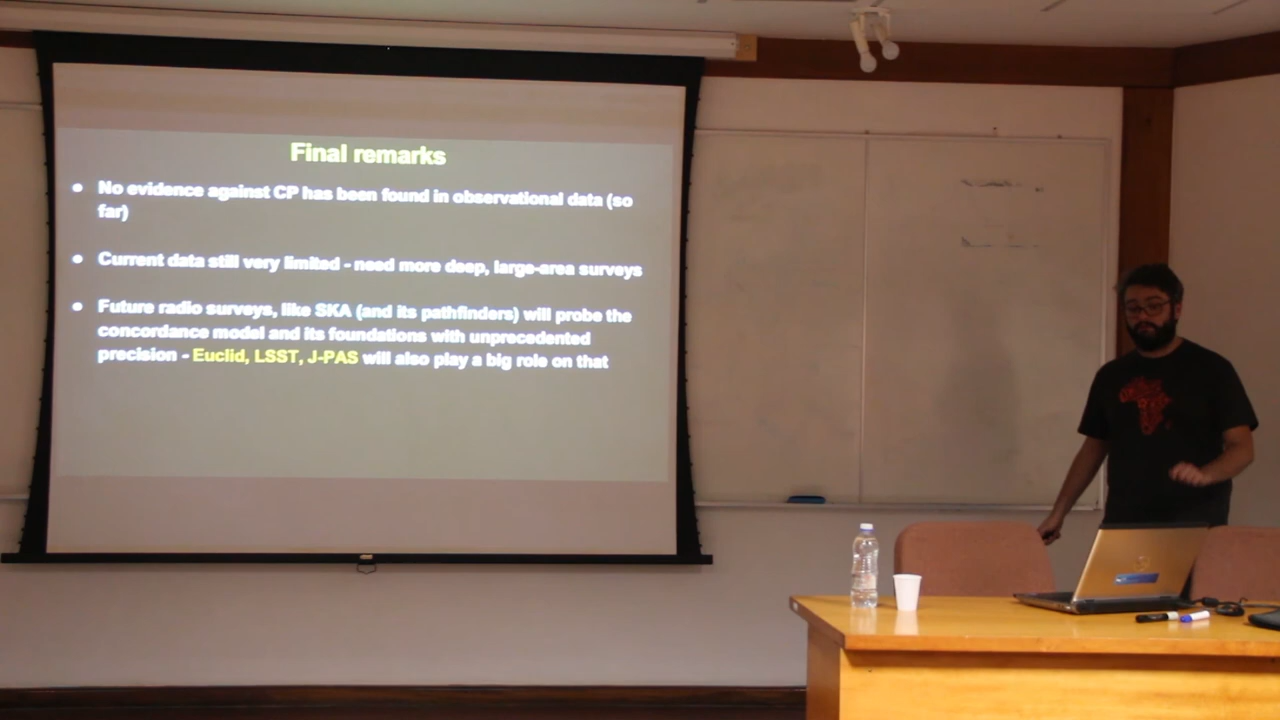 Final remarks
● No evidence against CP has been found in observational data (so
far)
● Current data still very limited - need more deep, large-area surveys
● Future radio surveys, like SKA (and its pathfinders) will probe the
concordance model and its foundations with unprecedented
precision - Euclid, LSST, J-PAS will also play a big role on that